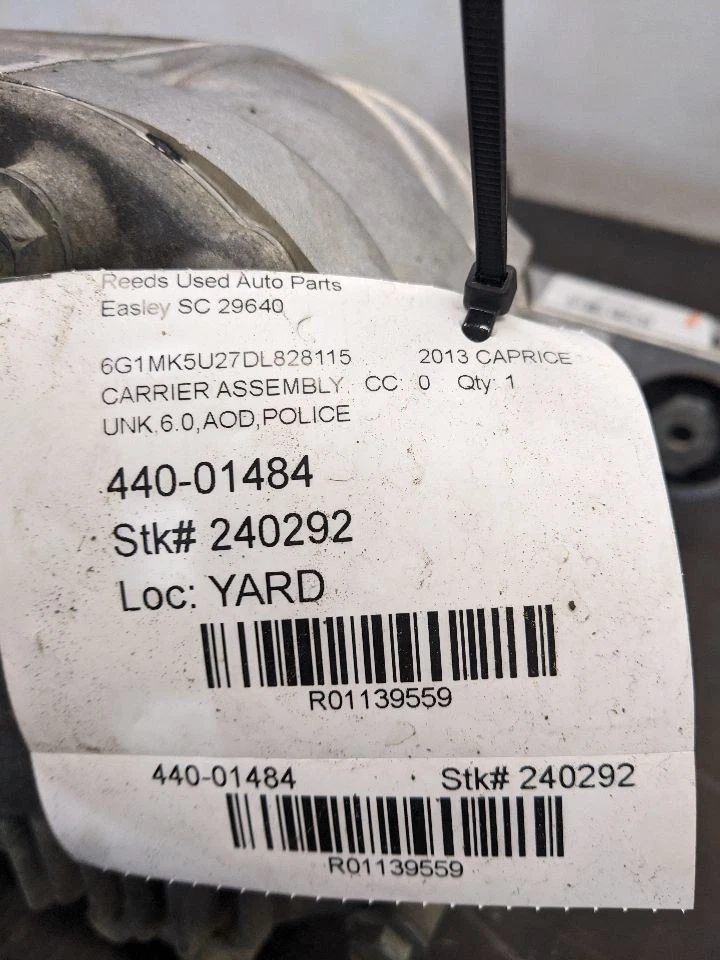 Reeds Used Auto Parts
Easley SC 29640
6G1MK5U27DL828115 2013 CAPRICE
CARRIER ASSEMBLY, CC: 0 Qty: 1
UNK,6.0,AOD,POLICE
440-01484
Stk# 240292
Loc: YARD
R01139559
440-01484 Stk# 240292
R01139559